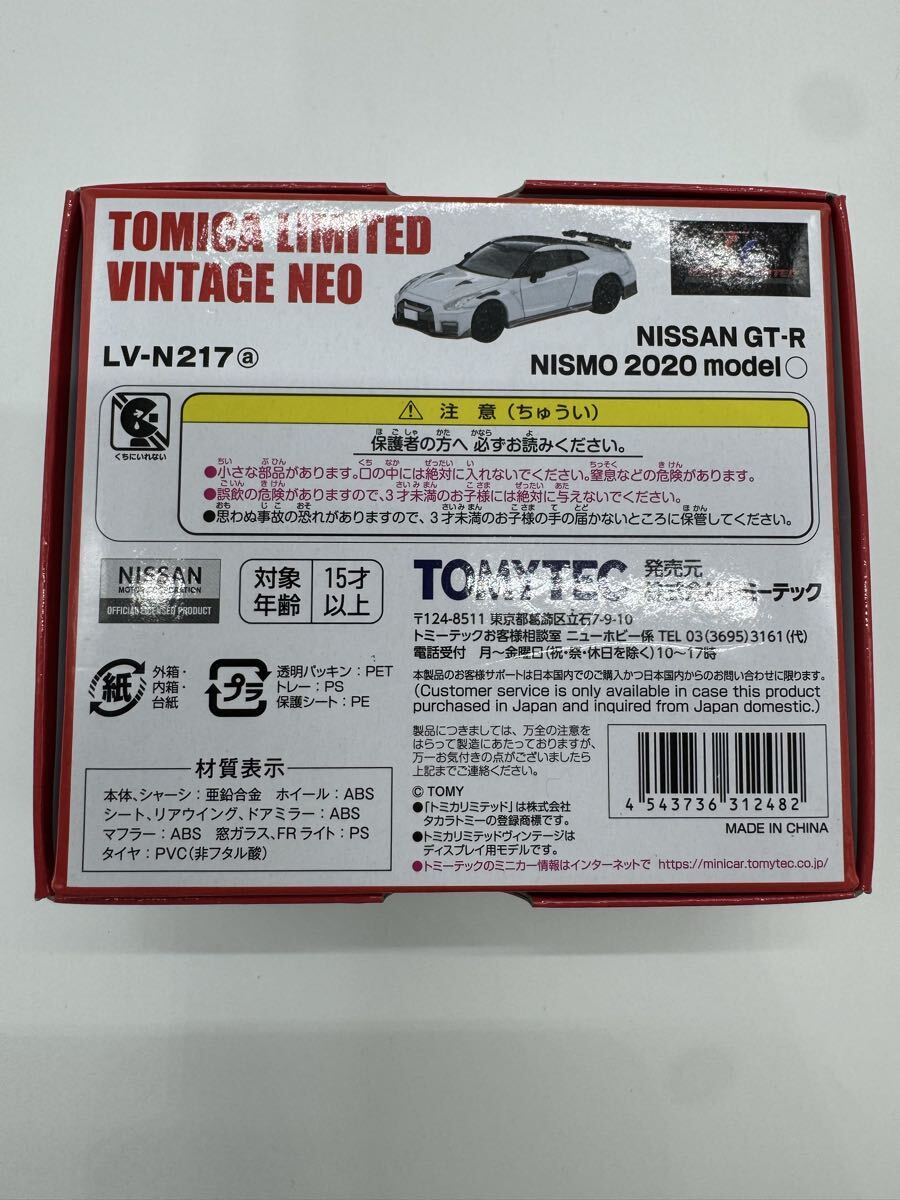 TOMICA LIMITED
VINTAGE NEO
LV-N217ⓐ
NISSAN GT-R
NISMO 2020 model○
くちにいれない
⚠ 注 意(ちゅうい)
保護者の方へ 必ずお読みください。
●小さな部品があります。口の中には絶対に入れないでください。窒息などの危険があります。
●誤飲の危険がありますので、3才未満のお子様には絶対に与えないでください。
●思わぬ事故の恐れがありますので、3才未満のお子様の手の届かないところに保管してください。
NISSAN
OFFICIAL LICENSED PRODUCT
対象
年齢
15才
以上
TOMYTEC
発売元
株式会社トミーテック
〒124-8511 東京都葛飾区立石7-9-10
トミーテックお客様相談室 ニューホビー係 TEL 03(3695)3161(代)
電話受付 月~金曜日(祝・祭・休日を除く)10~17時
本製品のお客様サポートは日本国内でのご購入かつ日本国内からのお問い合わせに限ります。
(Customer service is only available in case this product
purchased in Japan and inquired from Japan domestic.)
紙
外箱・
内箱・
台紙
プラ
透明パッキン:PET
トレー:PS
保護シート:PE
材質表示
本体、シャーシ:亜鉛合金 ホイール:ABS
シート、リアウイング、ドアミラー:ABS
マフラー:ABS 窓ガラス、FRライト:PS
タイヤ:PVC(非フタル酸)
製品につきましては、万全の注意を
はらって製造にあたっておりますが、
万一お気付きの点がございましたら
上記までご連絡ください。
© TOMY
●「トミカリミテッド」は株式会社
タカラトミーの登録商標です。
●トミカリミテッドヴィンテージは
ディスプレイ用モデルです。
●トミーテックのミニカー情報はインターネットで https://minicar.tomytec.co.jp/
4 543736 312482
MADE IN CHINA